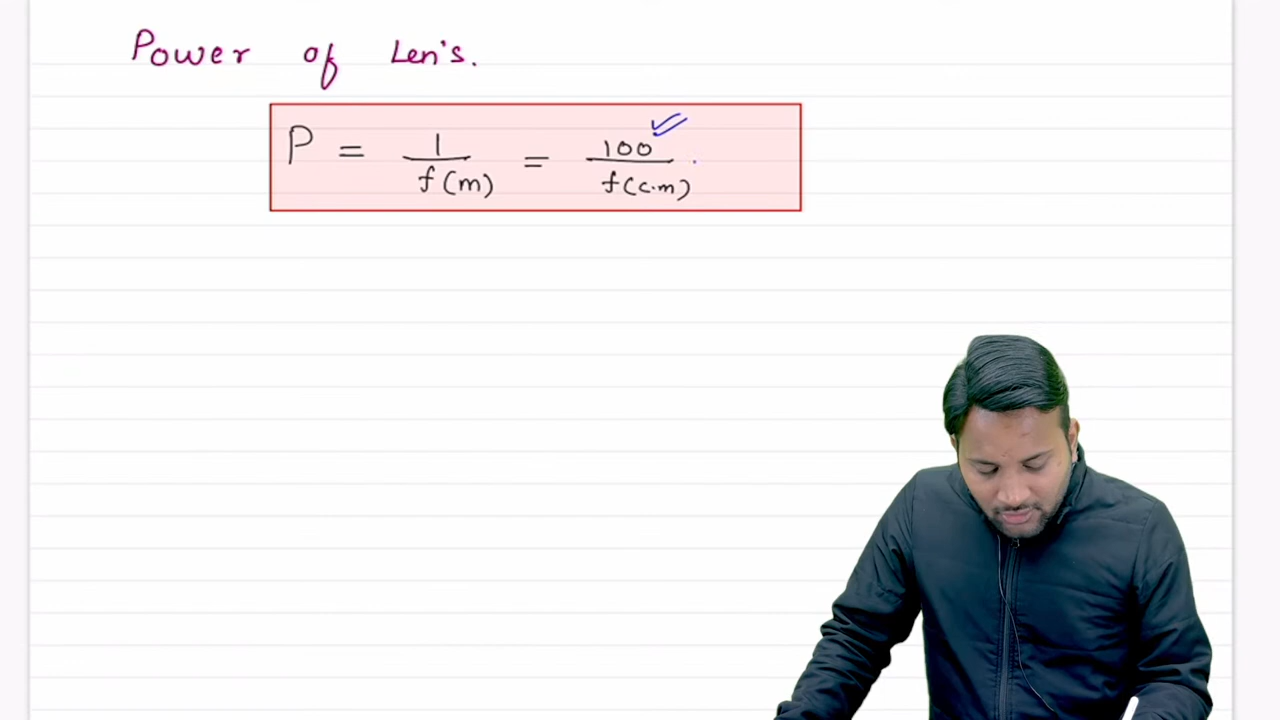 Power of Len's.
P = 1/f(m) = 100/f(c.m)